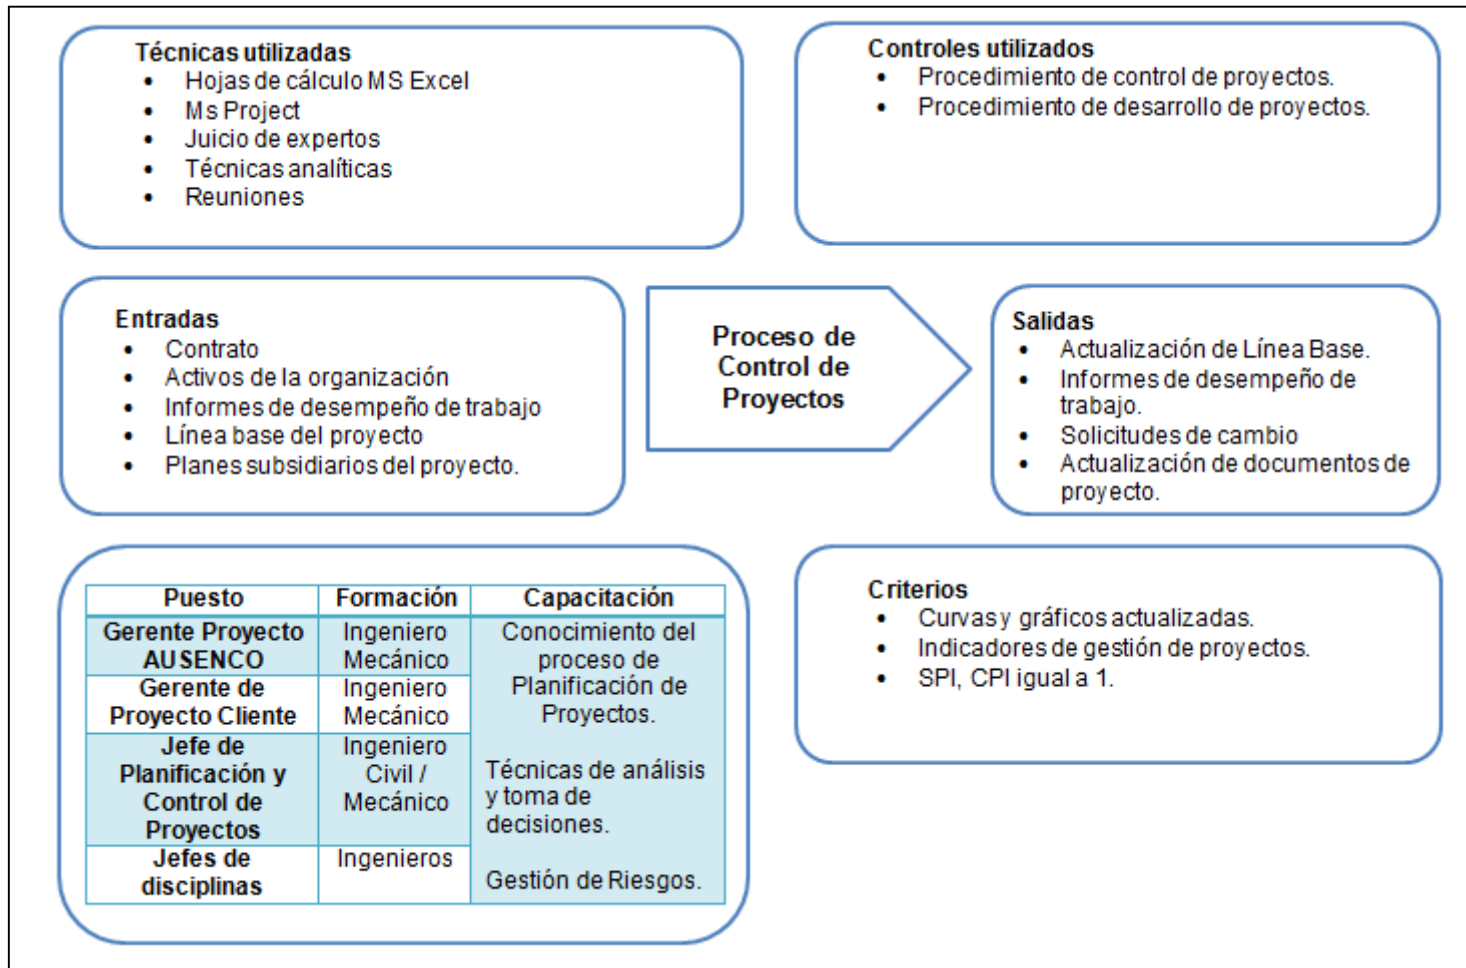 Técnicas utilizadas
• Hojas de cálculo MS Excel
• Ms Project
• Juicio de expertos
• Técnicas analíticas
• Reuniones
Controles utilizados
• Procedimiento de control de proyectos.
• Procedimiento de desarrollo de proyectos.
Entradas
• Contrato
• Activos de la organización
• Informes de desempeño de trabajo
• Línea base del proyecto
• Planes subsidiarios del proyecto.
Proceso de
Control de
Proyectos
Salidas
• Actualización de Línea Base.
• Informes de desempeño de
trabajo.
• Solicitudes de cambio
• Actualización de documentos de
proyecto.
Puesto Formación Capacitación
Gerente Proyecto
AUSENCO
Ingeniero
Mecánico
Gerente de
Proyecto Cliente
Ingeniero
Mecánico
Jefe de
Planificación y
Control de
Proyectos
Ingeniero
Civil /
Mecánico
Jefes de
disciplinas
Ingenieros
Conocimiento del
proceso de
Planificación de
Proyectos.
Técnicas de análisis
y toma de
decisiones.
Gestión de Riesgos.
Criterios
• Curvas y gráficos actualizadas.
• Indicadores de gestión de proyectos.
• SPI, CPI igual a 1.